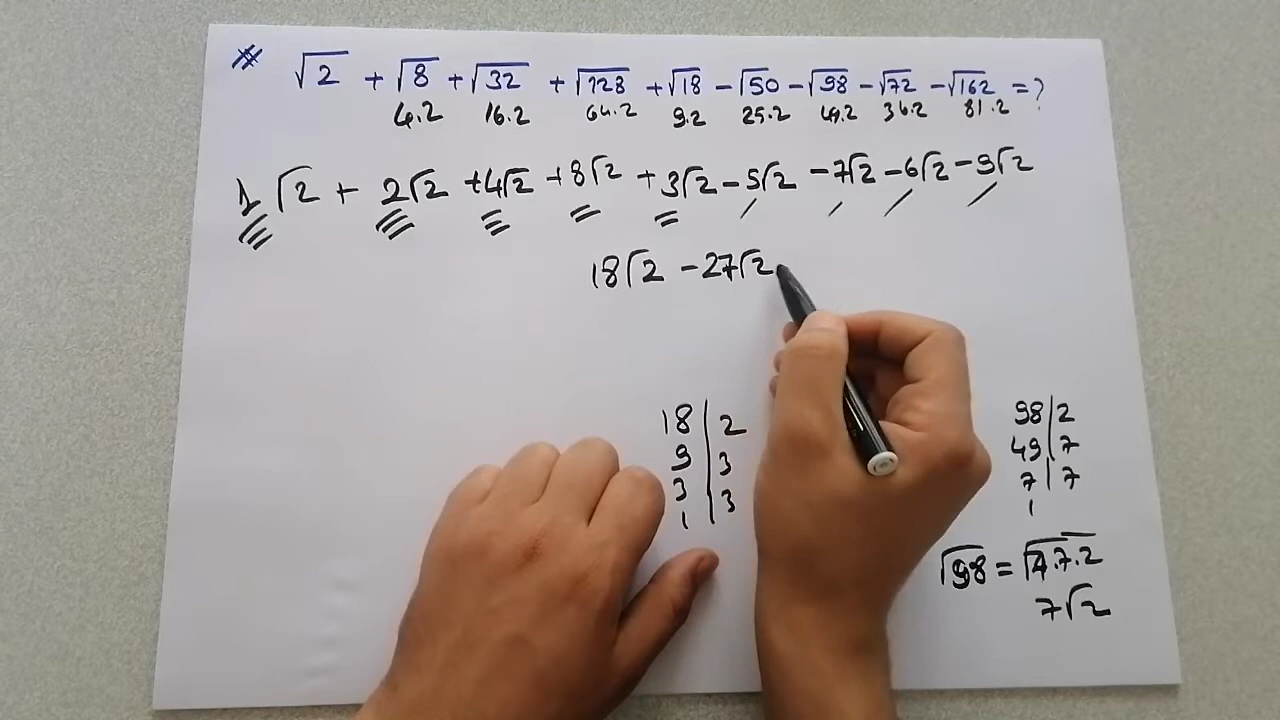 √2 + √8 + √32 + √128 + √18 − √50 − √98 − √72 − √162 = ?
4.2 16.2 64.2 9.2 25.2 49.2 36.2 81.2
1√2 + 2√2 + 4√2 + 8√2 + 3√2 − 5√2 − 7√2 − 6√2 − 9√2
18√2 − 27√2
18 | 2
9 | 3
3 | 3
1
98 | 2
49 | 7
7 | 7
1
√98 = √7.7.2
7√2